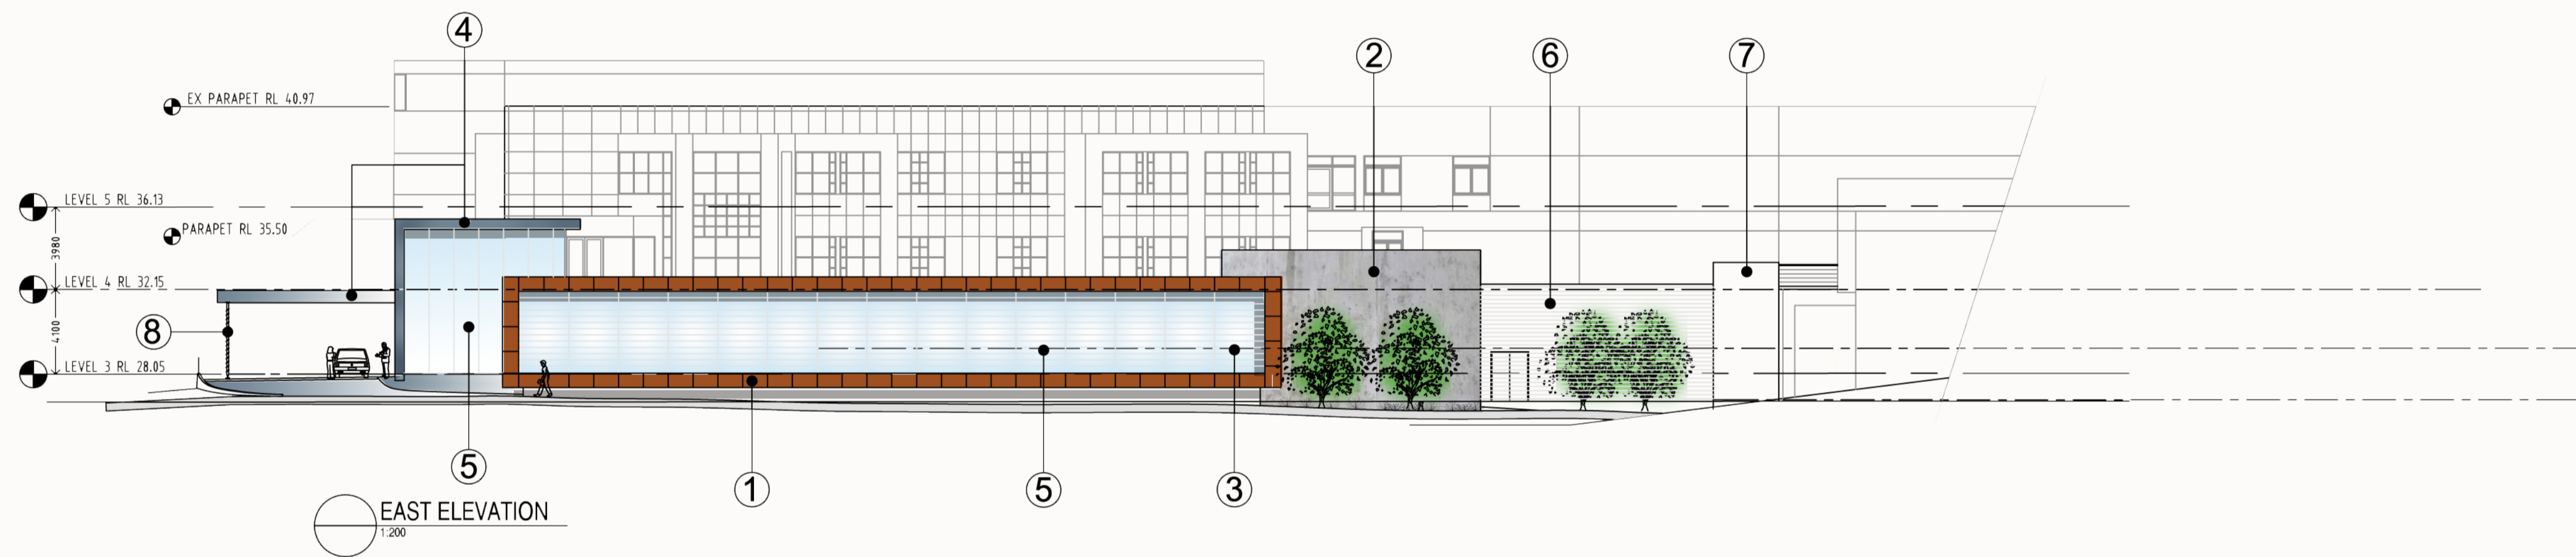 4
2
6
7
EX PARAPET RL 40.97
LEVEL 5 RL 36.13
PARAPET RL 35.50
3980
LEVEL 4 RL 32.15
8
4100
LEVEL 3 RL 28.05
5
1
5
3
EAST ELEVATION
1:200